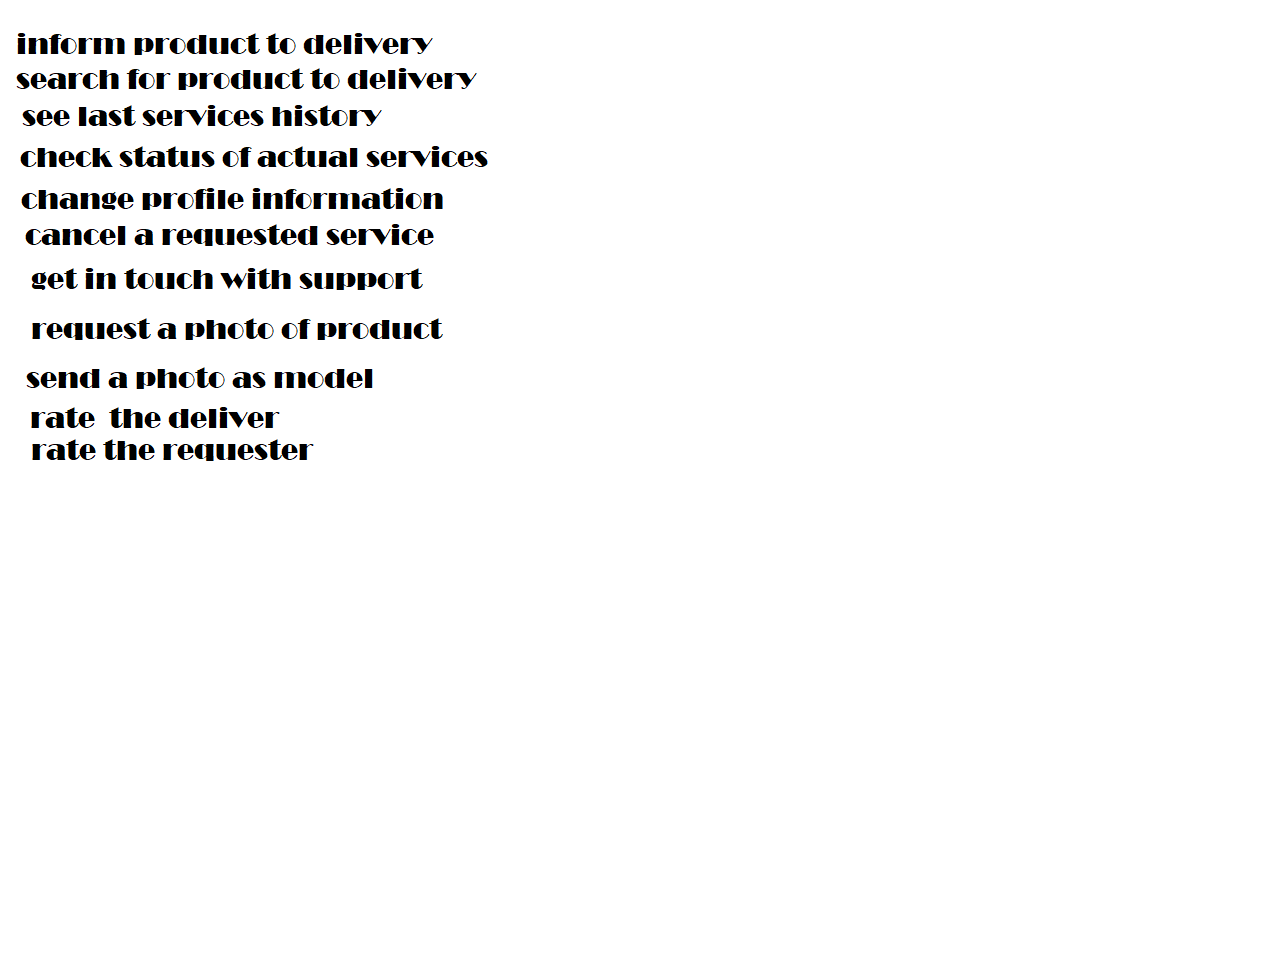 inform product to delivery
search for product to delivery
see last services history
check status of actual services
change profile information
cancel a requested service
get in touch with support
request a photo of product
send a photo as model
rate the deliver
rate the requester